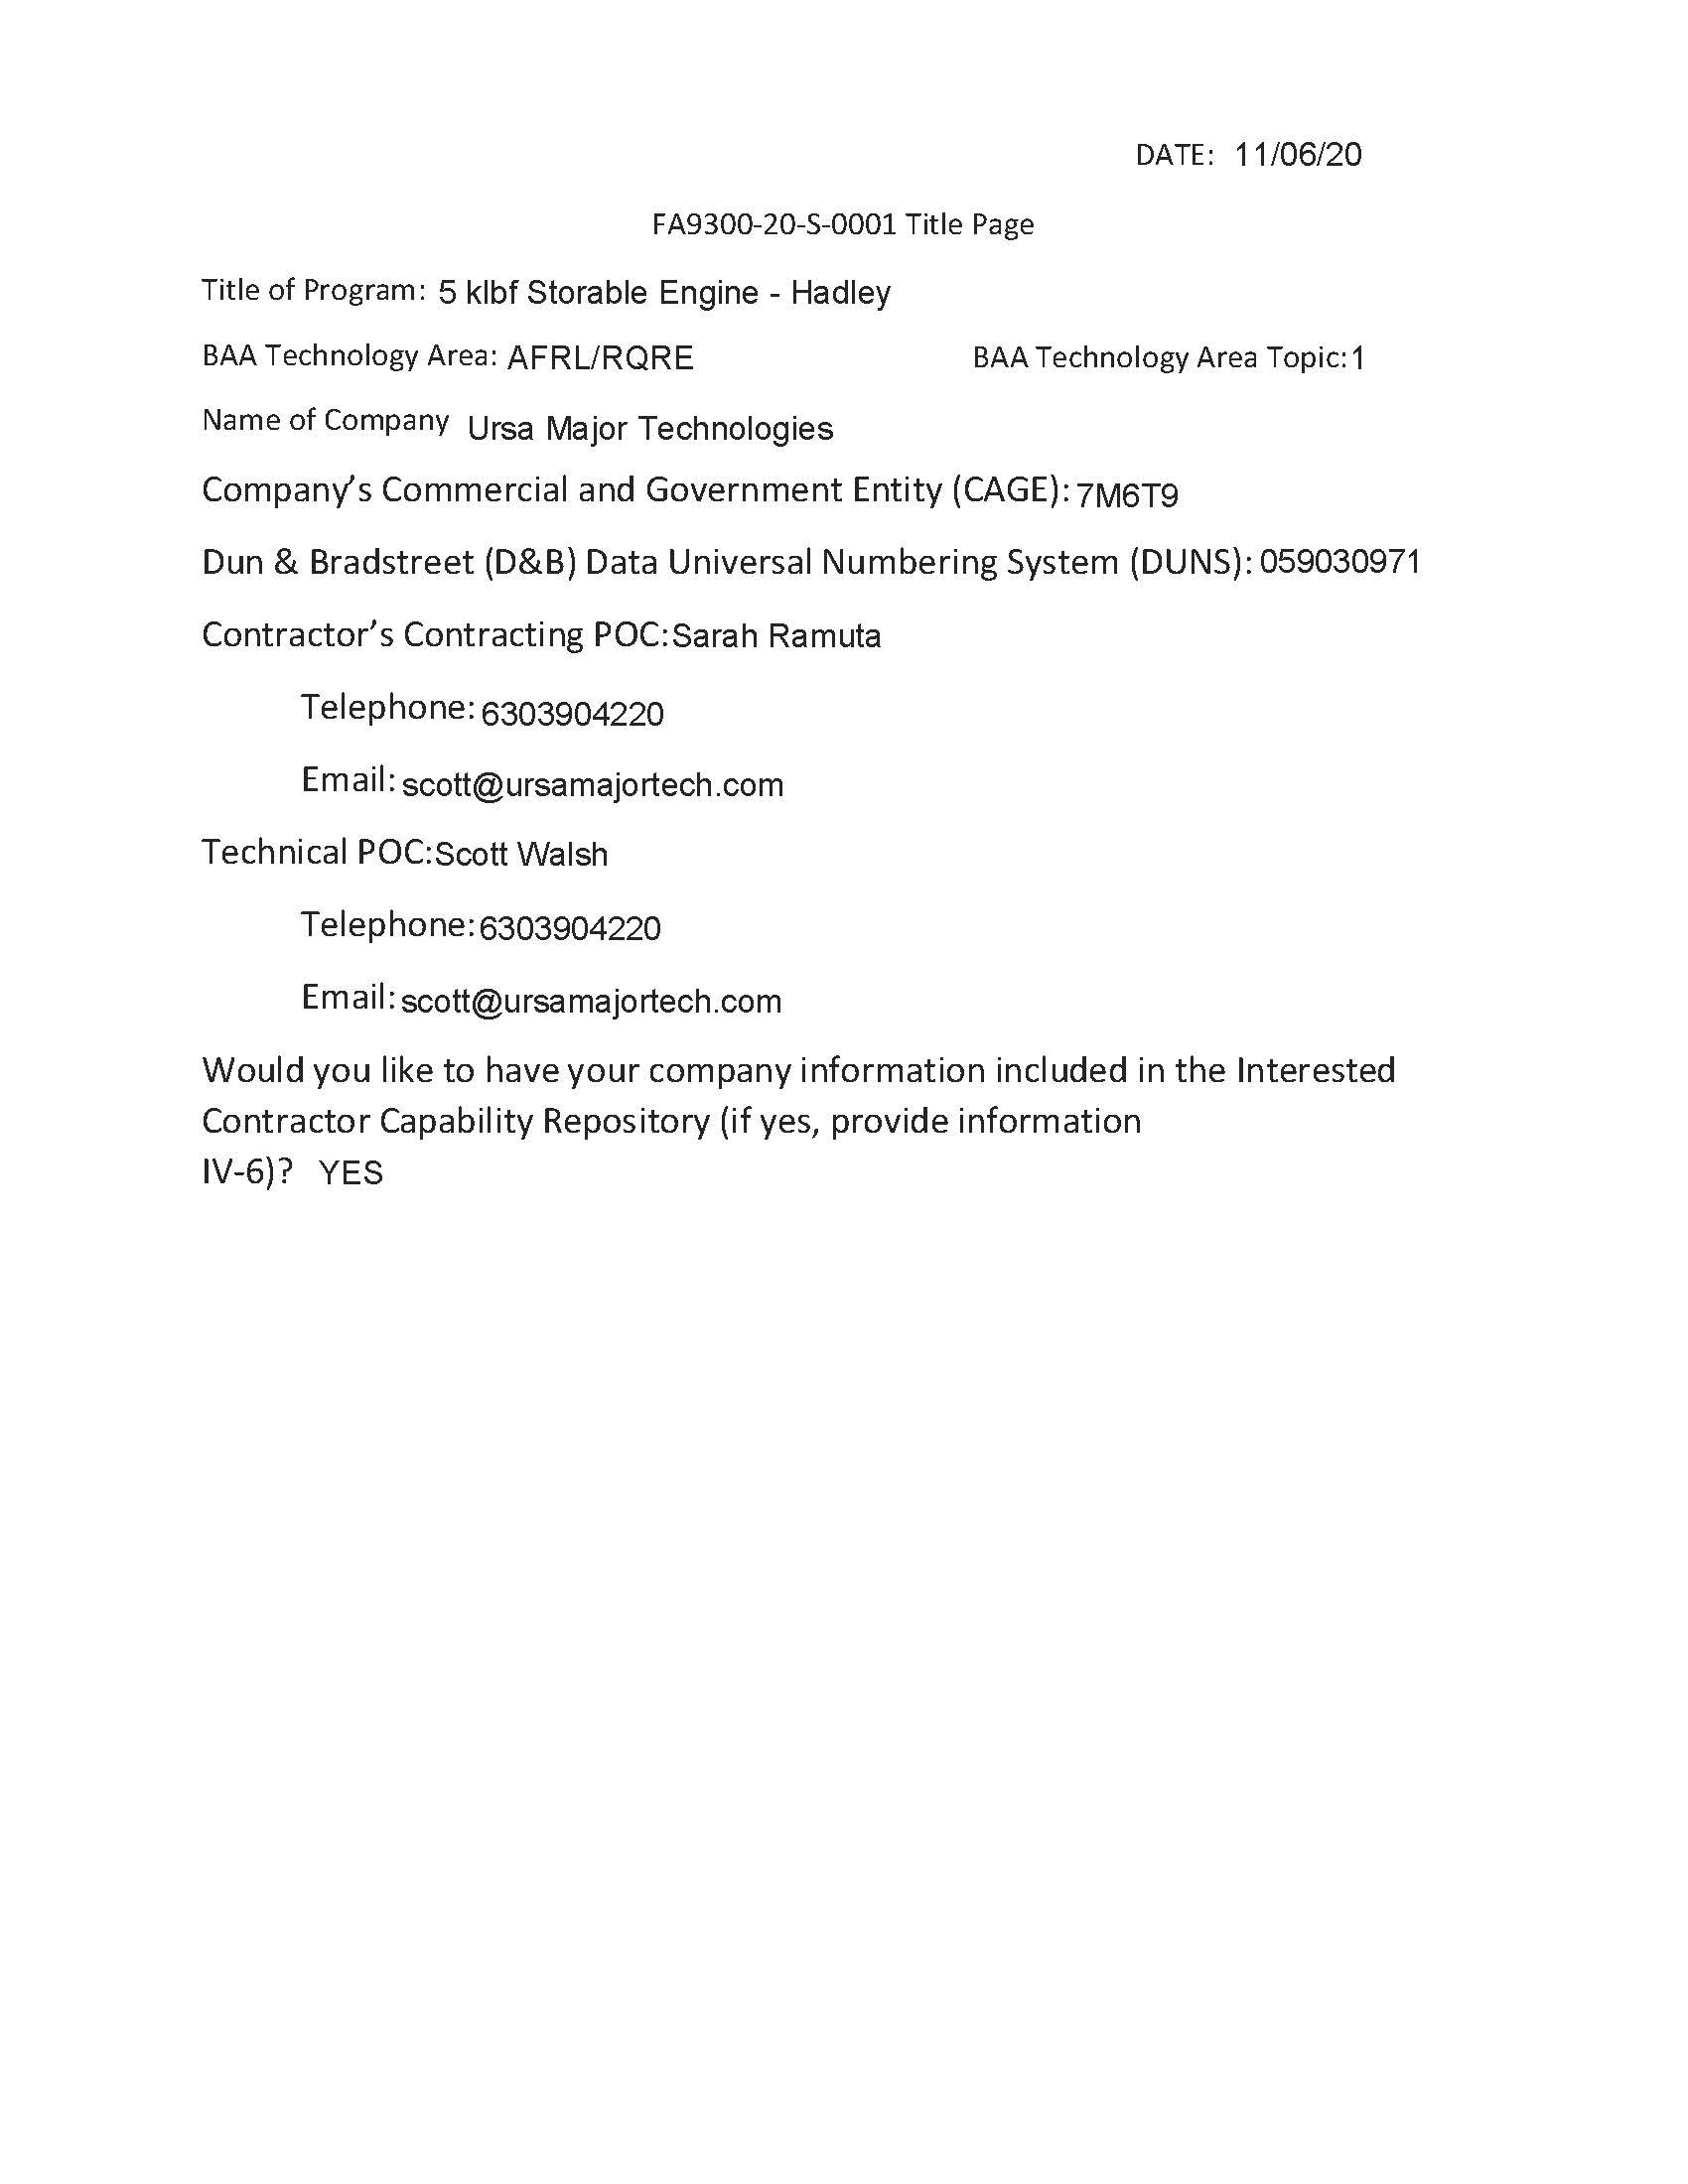 DATE: 11/06/20
FA9300-20-S-0001 Title Page
Title of Program: 5 klbf Storable Engine - Hadley
BAA Technology Area: AFRL/RQRE BAA Technology Area Topic:1
Name of Company Ursa Major Technologies
Company’s Commercial and Government Entity (CAGE): 7M6T9
Dun & Bradstreet (D&B) Data Universal Numbering System (DUNS): 059030971
Contractor’s Contracting POC:Sarah Ramuta
Telephone: 6303904220
Email: scott@ursamajortech.com
Technical POC:Scott Walsh
Telephone:6303904220
Email: scott@ursamajortech.com
Would you like to have your company information included in the Interested
Contractor Capability Repository (if yes, provide information
IV-6)? YES